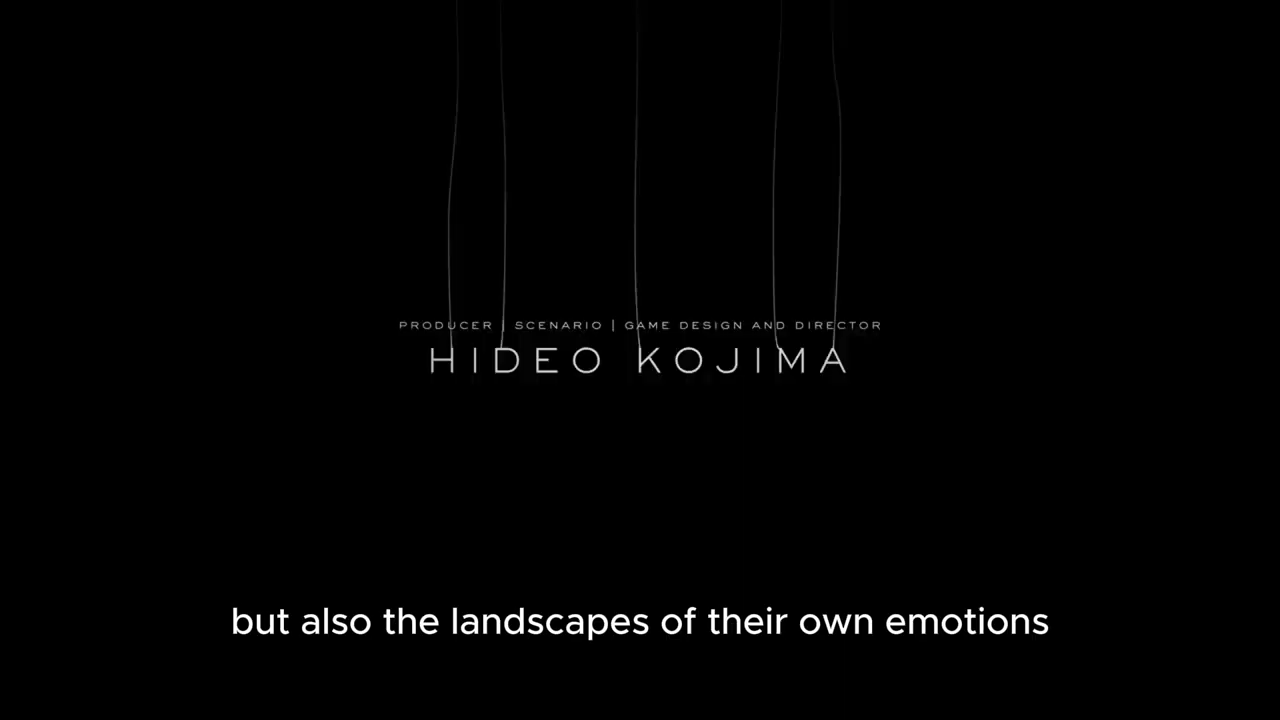 PRODUCER | SCENARIO | GAME DESIGN AND DIRECTOR
HIDEO KOJIMA
but also the landscapes of their own emotions